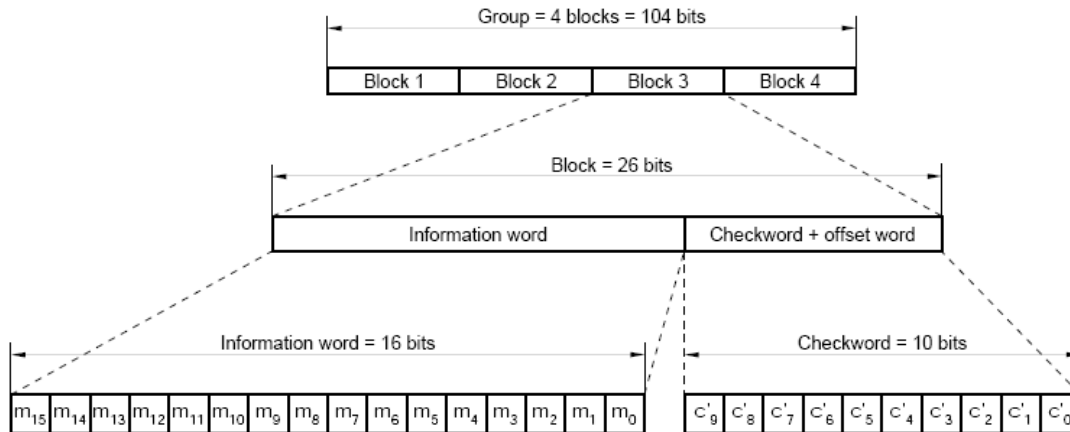 Group = 4 blocks = 104 bits
Block 1 Block 2 Block 3 Block 4
Block = 26 bits
Information word Checkword + offset word
Information word = 16 bits Checkword = 10 bits
m15 m14 m13 m12 m11 m10 m9 m8 m7 m6 m5 m4 m3 m2 m1 m0 c'9 c'8 c'7 c'6 c'5 c'4 c'3 c'2 c'1 c'0